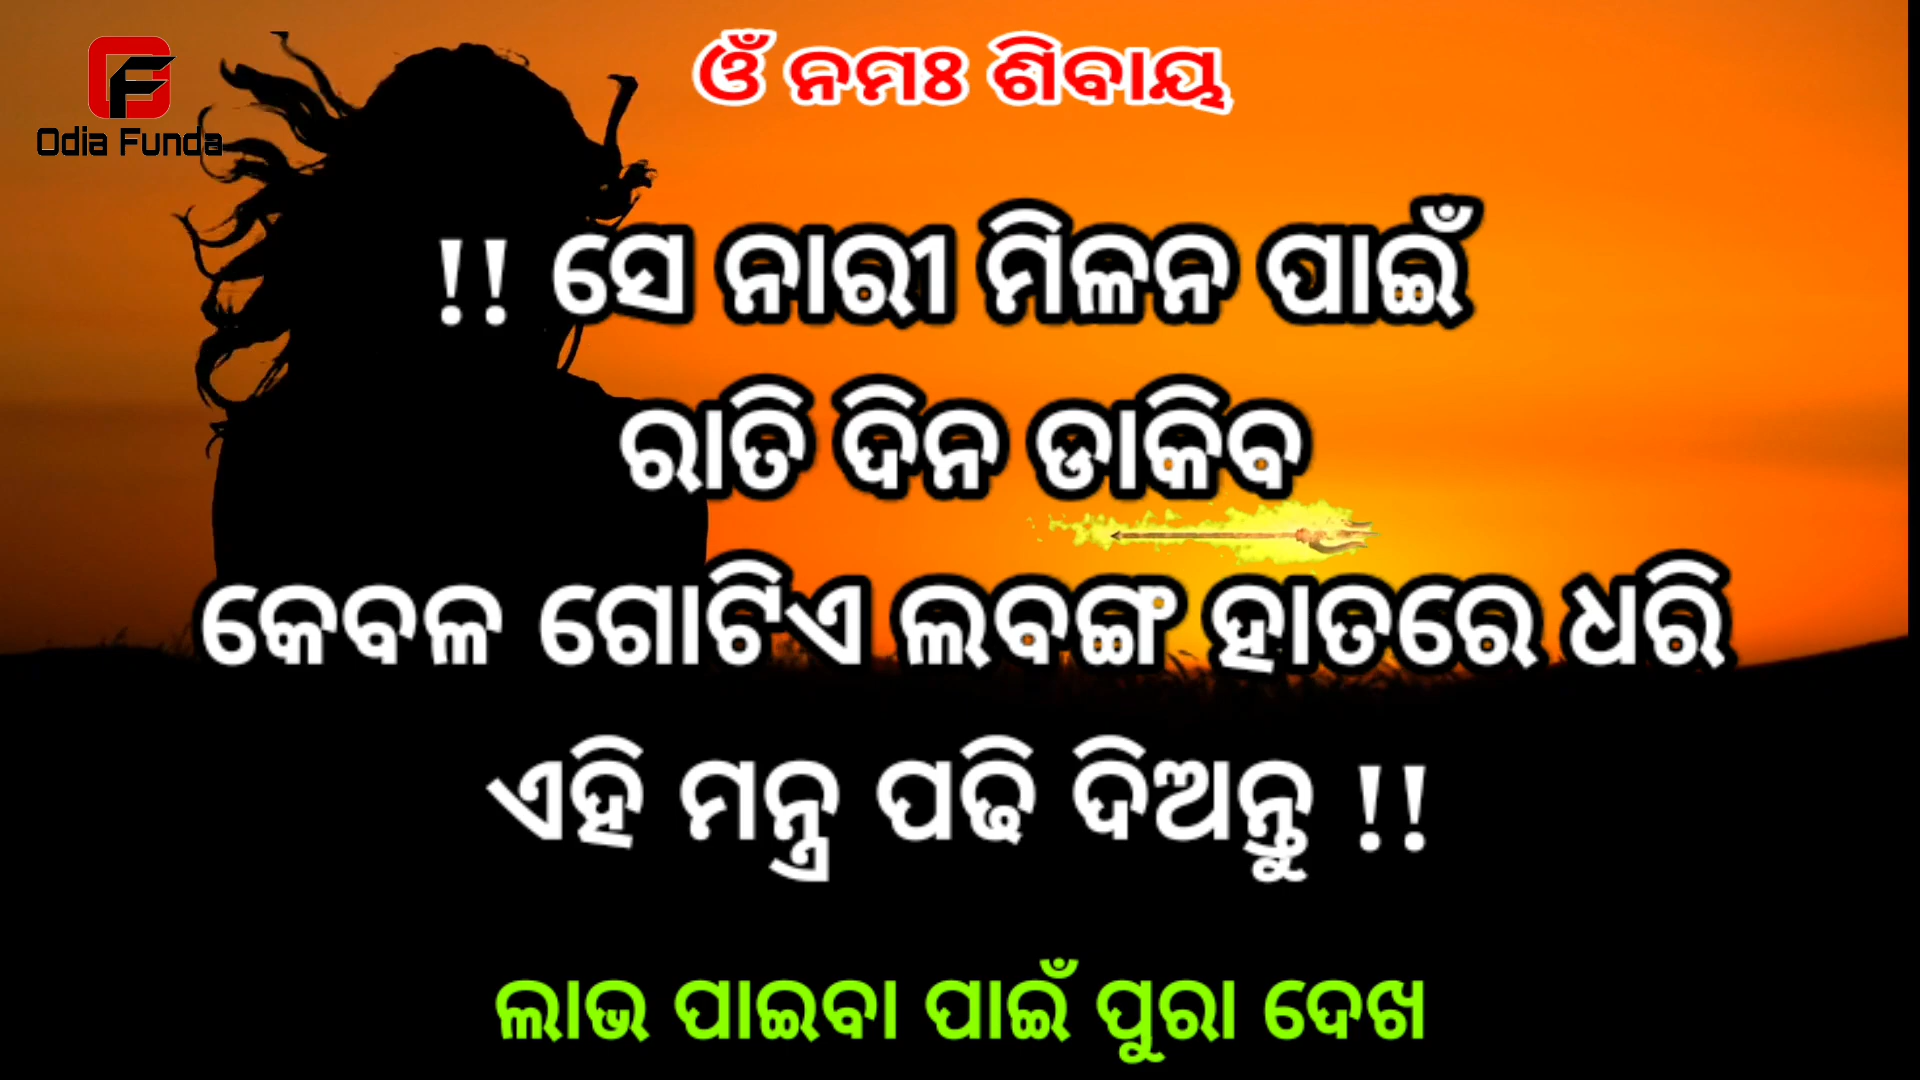 Odia Funda
ଓଁ ନମଃ ଶିବାୟ
!! ସେ ନାରୀ ମିଳନ ପାଇଁ
ରାତି ଦିନ ଡାକିବ
କେବଳ ଗୋଟିଏ ଲବଙ୍ଗ ହାତରେ ଧରି
ଏହି ମନ୍ତ୍ର ପଢି ଦିଅନ୍ତୁ !!
ଲାଭ ପାଇବା ପାଇଁ ପୁରା ଦେଖ